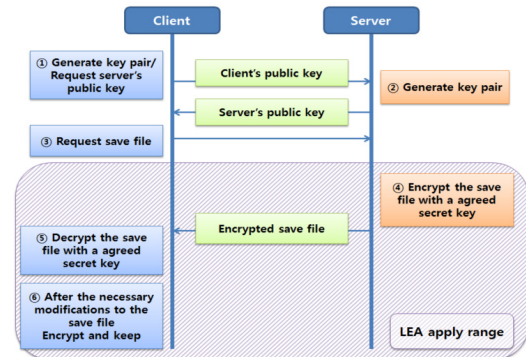 Client
Server
① Generate key pair/
Request server's
public key
Client's public key
② Generate key pair
Server's public key
③ Request save file
④ Encrypt the save
file with a agreed
secret key
Encrypted save file
⑤ Decrypt the save
file with a agreed
secret key
⑥ After the necessary
modifications to the
save file
Encrypt and keep
LEA apply range